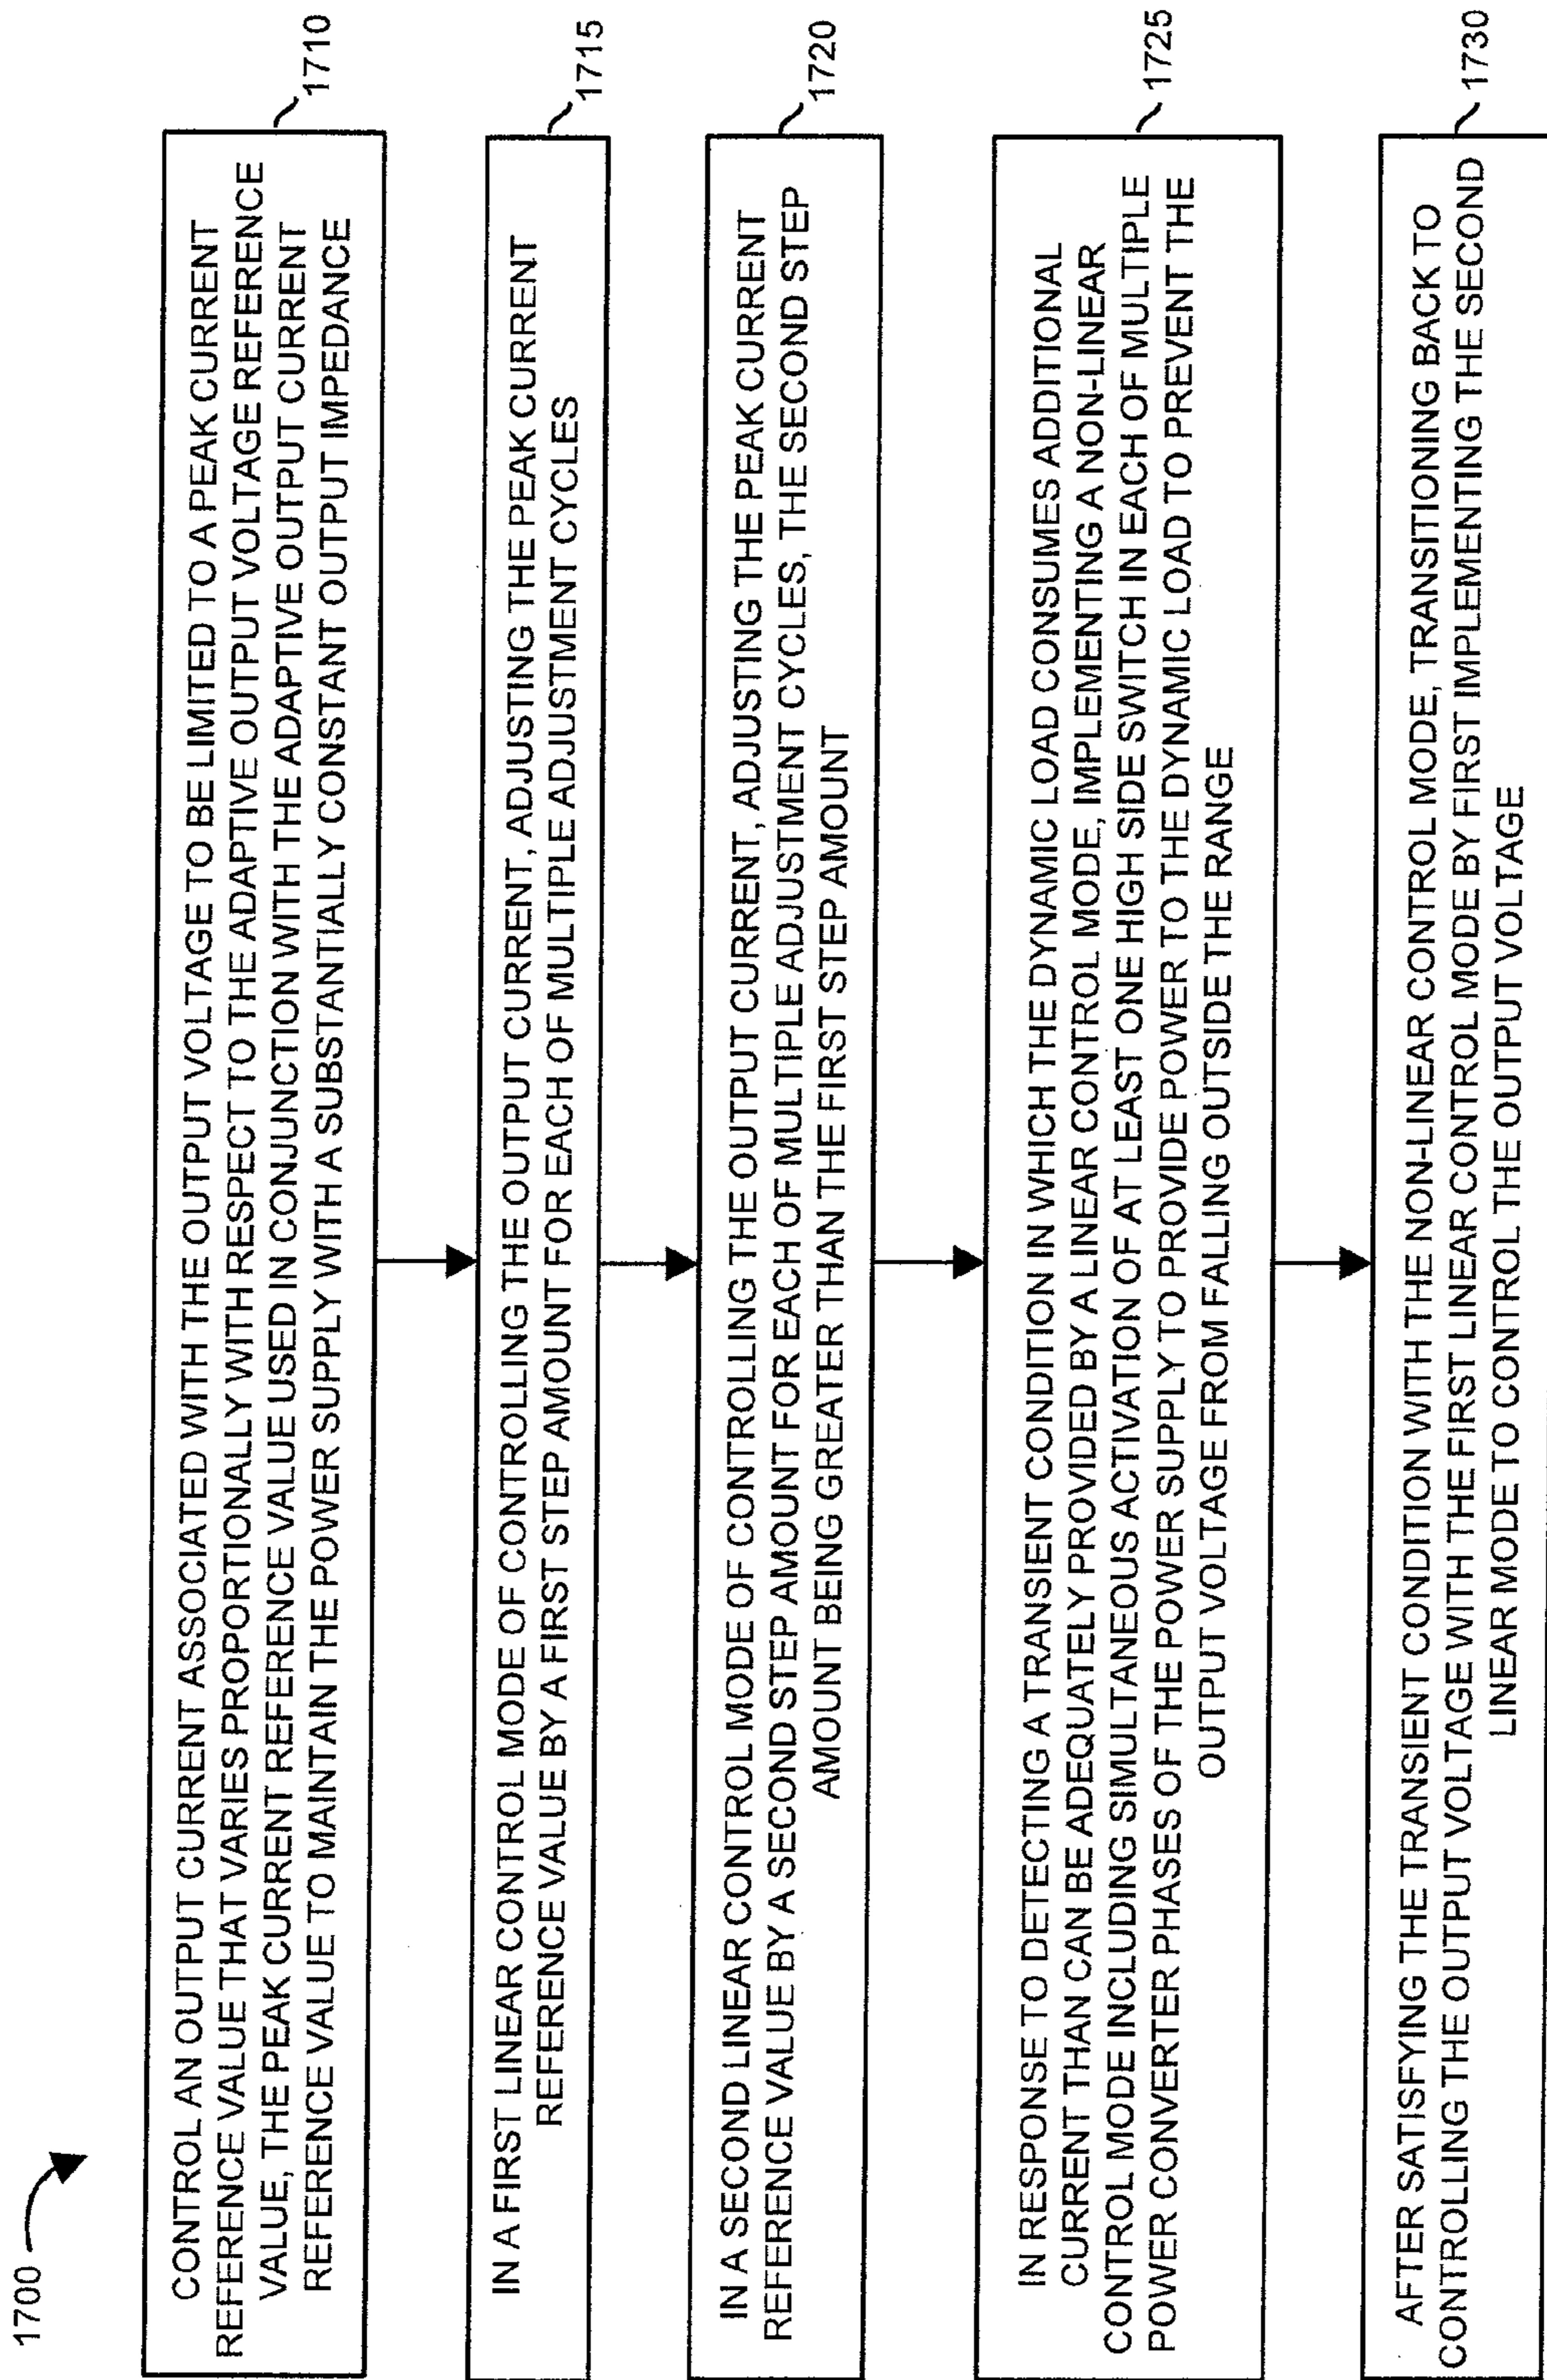 1700
CONTROL AN OUTPUT CURRENT ASSOCIATED WITH THE OUTPUT VOLTAGE TO BE LIMITED TO A PEAK CURRENT
REFERENCE VALUE THAT VARIES PROPORTIONALLY WITH RESPECT TO THE ADAPTIVE OUTPUT VOLTAGE REFERENCE
VALUE, THE PEAK CURRENT REFERENCE VALUE USED IN CONJUNCTION WITH THE ADAPTIVE OUTPUT CURRENT
REFERENCE VALUE TO MAINTAIN THE POWER SUPPLY WITH A SUBSTANTIALLY CONSTANT OUTPUT IMPEDANCE
1710
IN A FIRST LINEAR CONTROL MODE OF CONTROLLING THE OUTPUT CURRENT, ADJUSTING THE PEAK CURRENT
REFERENCE VALUE BY A FIRST STEP AMOUNT FOR EACH OF MULTIPLE ADJUSTMENT CYCLES
1715
IN A SECOND LINEAR CONTROL MODE OF CONTROLLING THE OUTPUT CURRENT, ADJUSTING THE PEAK CURRENT
REFERENCE VALUE BY A SECOND STEP AMOUNT FOR EACH OF MULTIPLE ADJUSTMENT CYCLES, THE SECOND STEP
AMOUNT BEING GREATER THAN THE FIRST STEP AMOUNT
1720
IN RESPONSE TO DETECTING A TRANSIENT CONDITION IN WHICH THE DYNAMIC LOAD CONSUMES ADDITIONAL
CURRENT THAN CAN BE ADEQUATELY PROVIDED BY A LINEAR CONTROL MODE, IMPLEMENTING A NON-LINEAR
CONTROL MODE INCLUDING SIMULTANEOUS ACTIVATION OF AT LEAST ONE HIGH SIDE SWITCH IN EACH OF MULTIPLE
POWER CONVERTER PHASES OF THE POWER SUPPLY TO PROVIDE POWER TO THE DYNAMIC LOAD TO PREVENT THE
OUTPUT VOLTAGE FROM FALLING OUTSIDE THE RANGE
1725
AFTER SATISFYING THE TRANSIENT CONDITION WITH THE NON-LINEAR CONTROL MODE, TRANSITIONING BACK TO
CONTROLLING THE OUTPUT VOLTAGE WITH THE FIRST LINEAR CONTROL MODE BY FIRST IMPLEMENTING THE SECOND
LINEAR MODE TO CONTROL THE OUTPUT VOLTAGE
1730